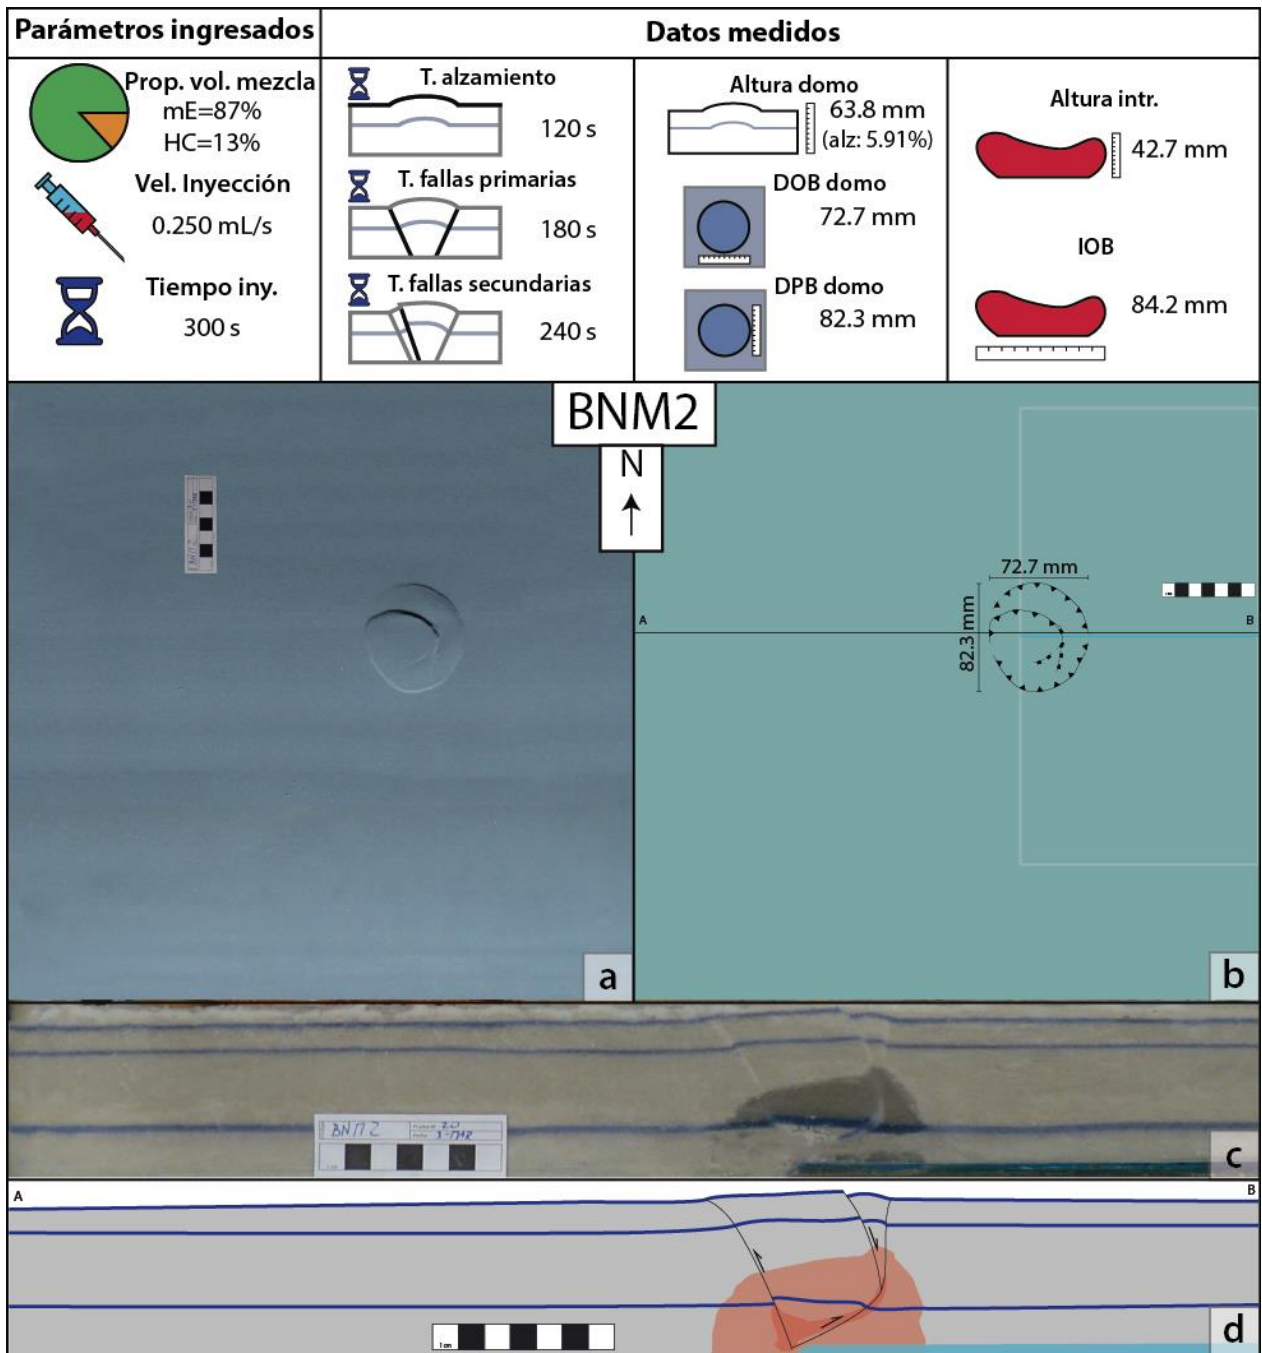 Parámetros ingresados
Datos medidos
Prop. vol. mezcla
mE=87%
HC=13%
Vel. Inyección
0.250 mL/s
Tiempo iny.
300 s
T. alzamiento
120 s
T. fallas primarias
180 s
T. fallas secundarias
240 s
Altura domo
63.8 mm
(alz: 5.91%)
DOB domo
72.7 mm
DPB domo
82.3 mm
Altura intr.
42.7 mm
IOB
84.2 mm
BNM2
N
72.7 mm
82.3 mm
A
B
a
b
BNM2
c
A
B
1 cm
d